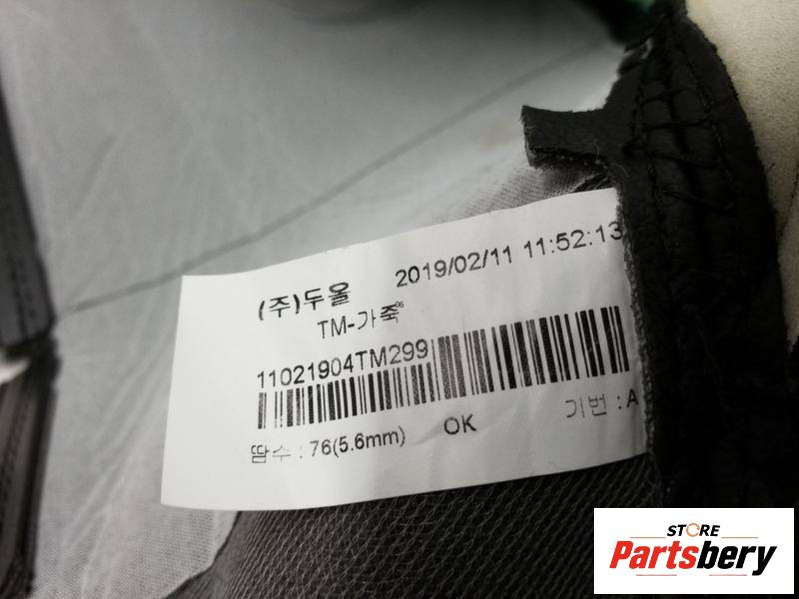 (주)두올 2019/02/11 11:52:13
TM-가죽
11021904TM299
땀수 : 76(5.6mm) OK 기번 : A
STORE
Partsbery